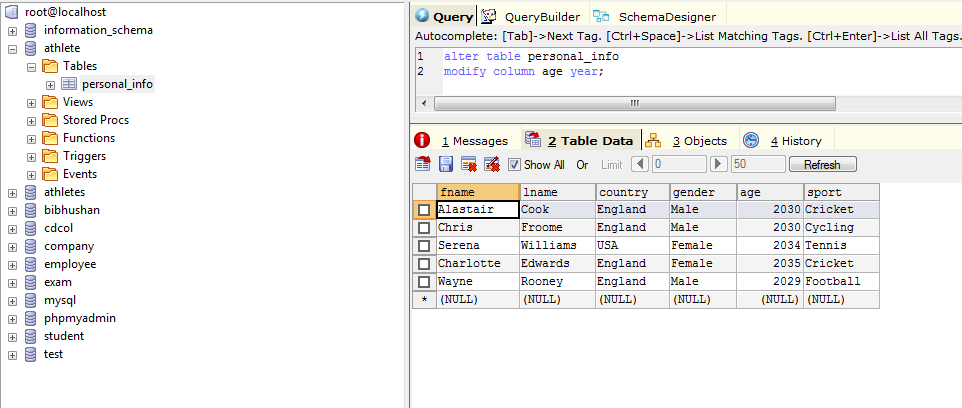 root@localhost
information_schema
athlete
Tables
personal_info
Views
Stored Procs
Functions
Triggers
Events
athletes
bibhushan
cdcol
company
employee
exam
mysql
phpmyadmin
student
test
Query QueryBuilder SchemaDesigner
Autocomplete: [Tab]->Next Tag. [Ctrl+Space]->List Matching Tags. [Ctrl+Enter]->List All Tags.
1 alter table personal_info
2 modify column age year;
1 Messages 2 Table Data 3 Objects 4 History
Show All Or Limit 0 50 Refresh
fname lname country gender age sport
Alastair Cook England Male 2030 Cricket
Chris Froome England Male 2030 Cycling
Serena Williams USA Female 2034 Tennis
Charlotte Edwards England Female 2035 Cricket
Wayne Rooney England Male 2029 Football
* (NULL) (NULL) (NULL) (NULL) (NULL) (NULL)